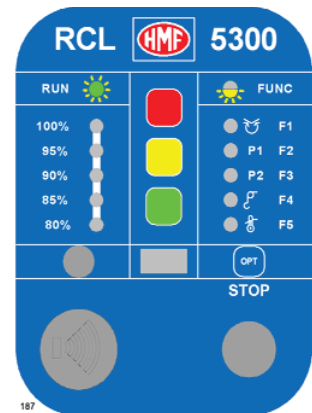 RCL HMF 5300
RUN FUNC
100% F1
95% P1 F2
90% P2 F3
85% F4
80% F5
OPT
STOP
187